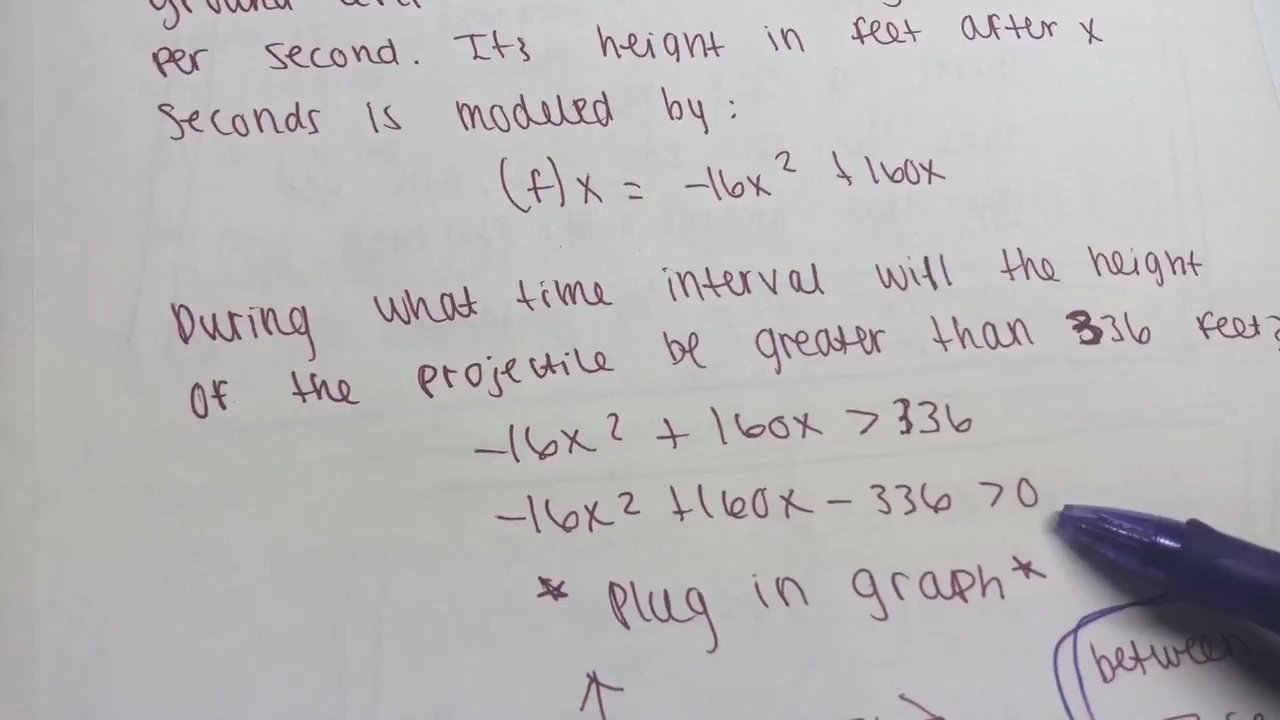 ground and
per second. Its height in feet after x
seconds is modeled by:
(f)x = -16x² + 160x
During what time interval will the height
of the projectile be greater than 336 feet?
-16x² + 160x > 336
-16x² + 160x - 336 > 0
* plug in graph *
between